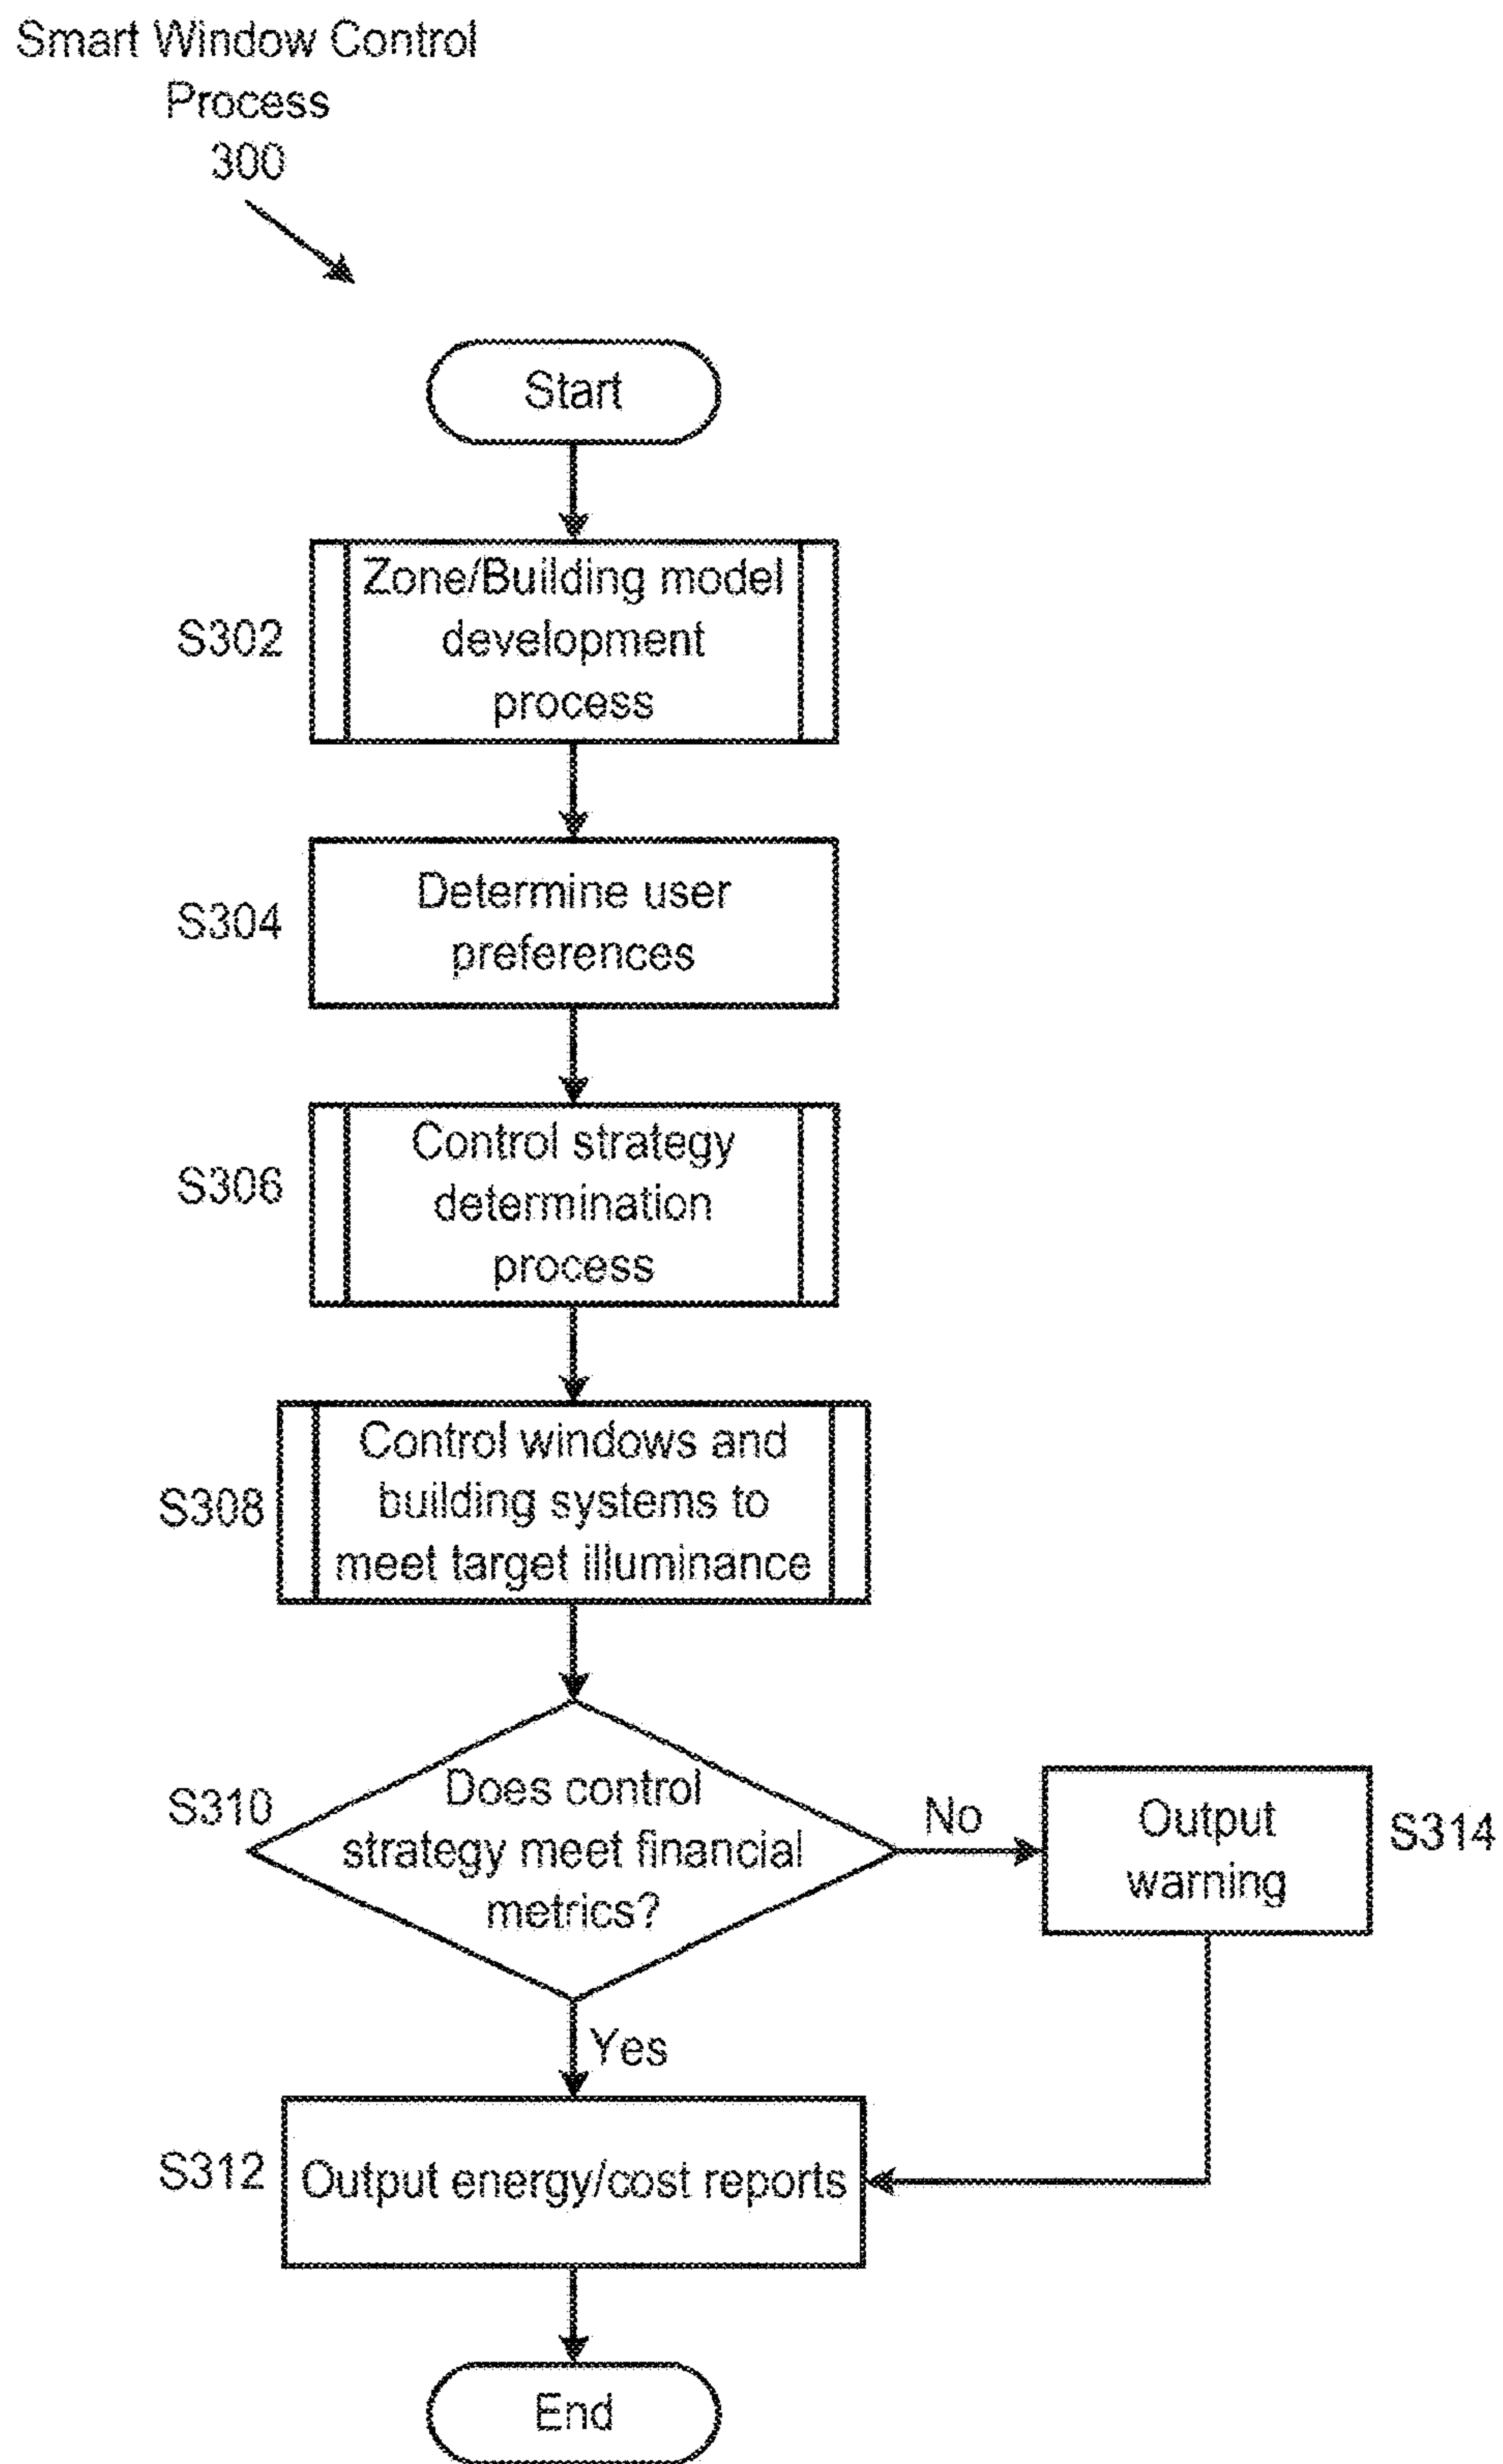 Smart Window Control
Process
300
Start
S302
Zone/Building model
development
process
S304
Determine user
preferences
S306
Control strategy
determination
process
S308
Control windows and
building systems to
meet target illuminance
S310
Does control
strategy meet financial
metrics?
No
Output
warning
S314
Yes
S312
Output energy/cost reports
End